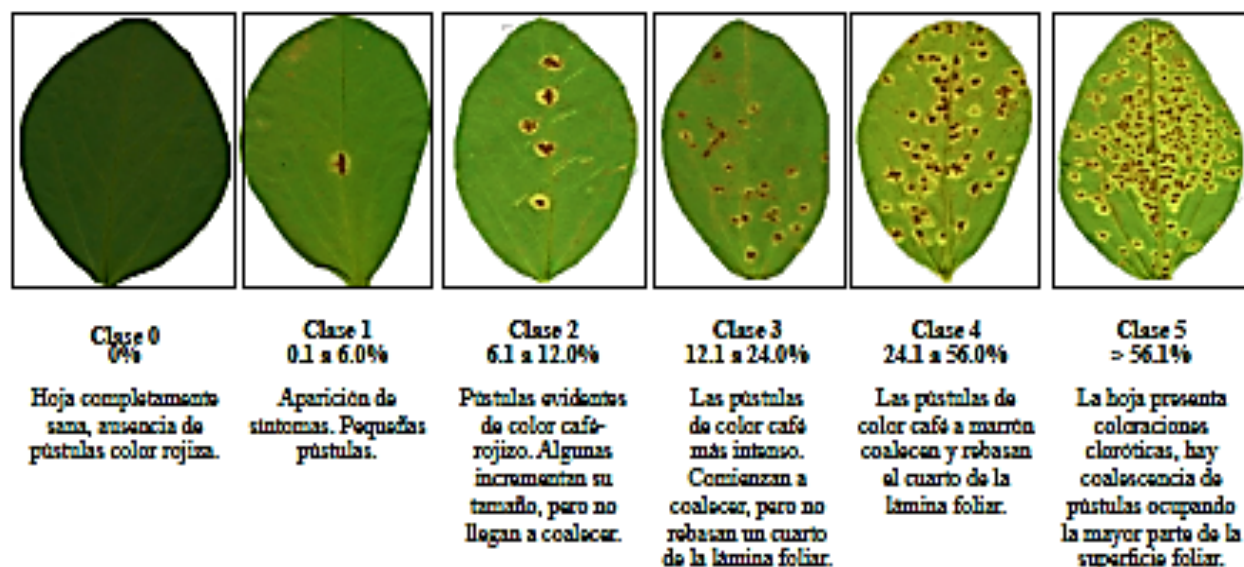 Clase 0
0%
Hoja completamente
sana, ausencia de
pústulas color rojiza.
Clase 1
0.1 a 6.0%
Aparición de
síntomas. Pequeñas
pústulas.
Clase 2
6.1 a 12.0%
Pústulas evidentes
de color café-
rojizo. Algunas
incrementan su
tamaño, pero no
llegan a coalecer.
Clase 3
12.1 a 24.0%
Las pústulas
de color café
más intenso.
Comienzan a
coalecer, pero no
rebasan un cuarto
de la lámina foliar.
Clase 4
24.1 a 56.0%
Las pústulas de
color café a marrón
coalecen y rebasan
el cuarto de la
lámina foliar.
Clase 5
> 56.1%
La hoja presenta
coloraciones
cloróticas, hay
coalescencia de
pústulas ocupando
la mayor parte de la
superficie foliar.